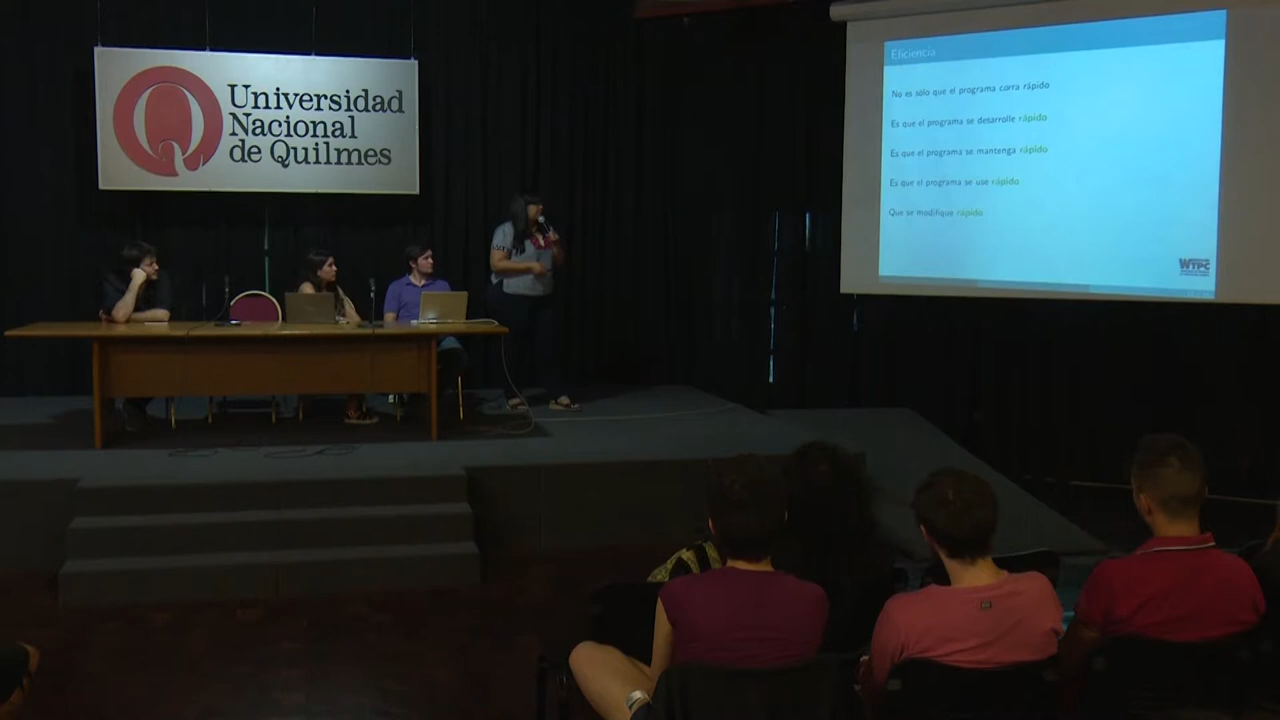 Universidad
Nacional
de Quilmes
Eficiencia
No es sólo que el programa corra rápido
Es que el programa se desarrolle rápido
Es que el programa se mantenga rápido
Es que el programa se use rápido
Que se modifique rápido
WTPC